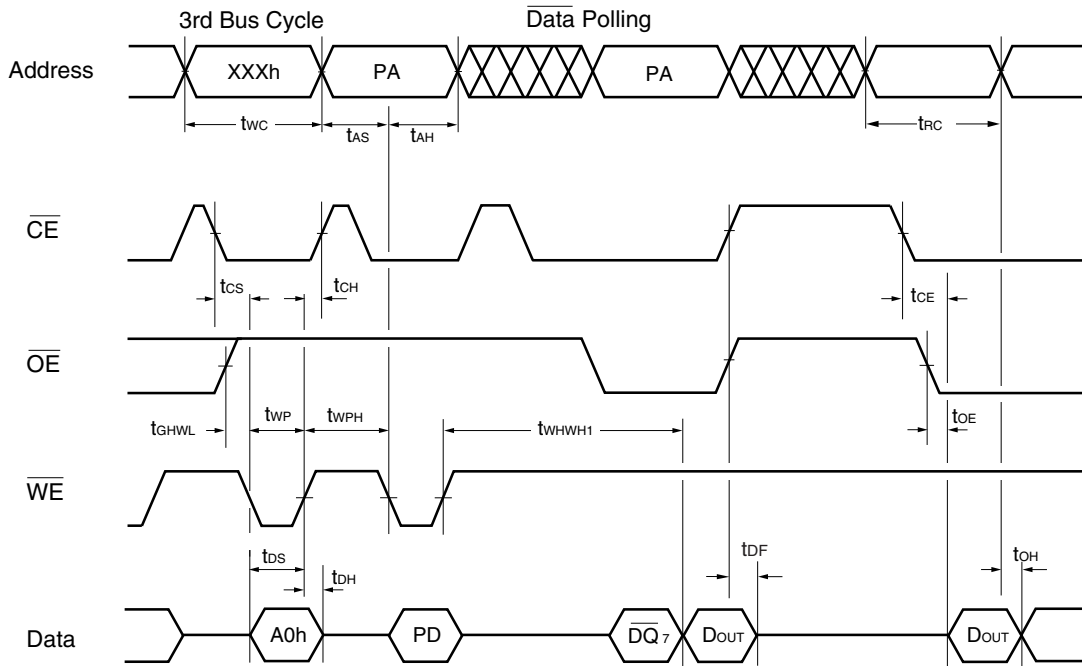 3rd Bus Cycle
Data Polling
Address
XXXh
PA
PA
tWC
tAS
tAH
tRC
CE
tCS
tCH
tCE
OE
tGHWL
tWP
tWPH
tWHWH1
tOE
WE
tDS
tDH
tDF
tOH
Data
A0h
PD
DQ7
DOUT
DOUT